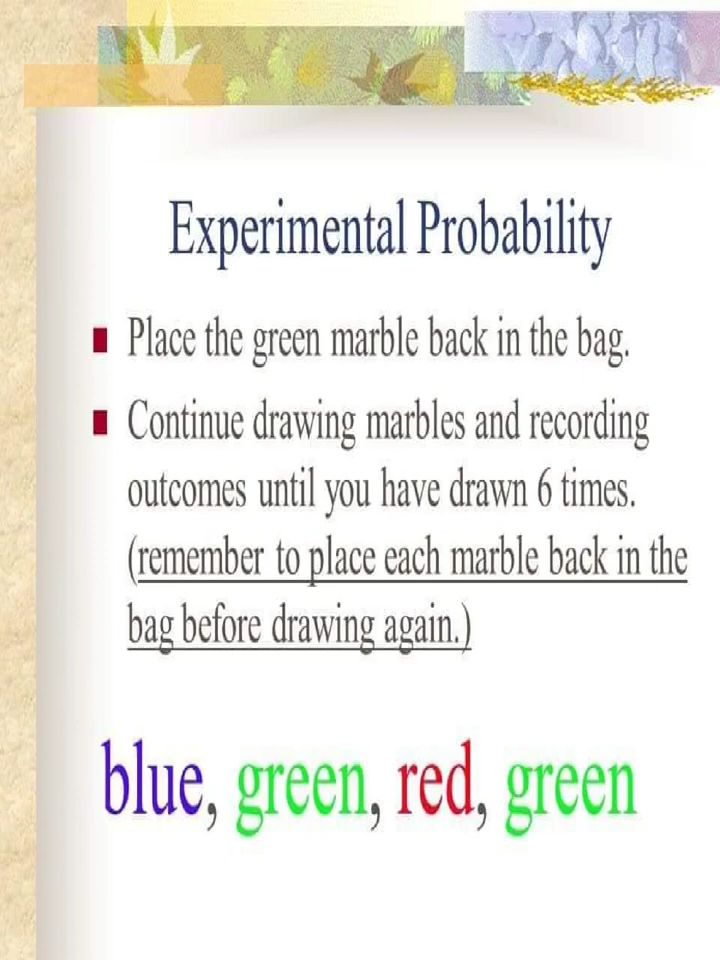 Experimental Probability
Place the green marble back in the bag.
Continue drawing marbles and recording
outcomes until you have drawn 6 times.
(remember to place each marble back in the
bag before drawing again.)
blue, green, red, green